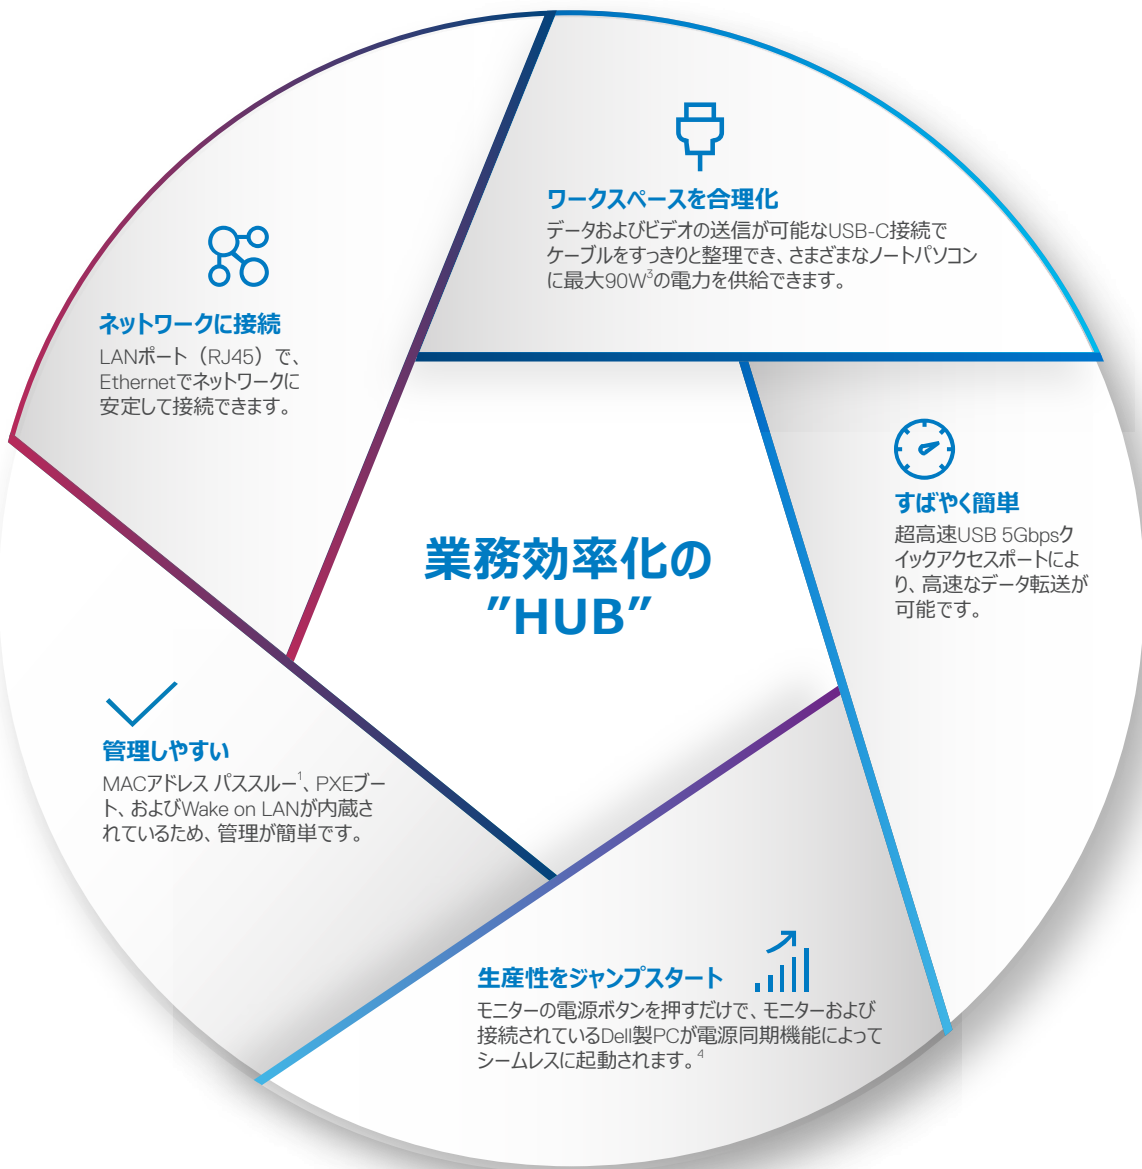 ワークスペースを合理化
データおよびビデオの送信が可能なUSB-C接続で
ケーブルをすっきりと整理でき、さまざまなノートパソコン
に最大90W³の電力を供給できます。
ネットワークに接続
LANポート（RJ45）で、
Ethernetでネットワークに
安定して接続できます。
すばやく簡単
超高速USB 5Gbpsク
イックアクセスポートによ
り、高速なデータ転送が
可能です。
業務効率化の
”HUB”
管理しやすい
MACアドレス パススルー¹、PXEブー
ト、およびWake on LANが内蔵さ
れているため、管理が簡単です。
生産性をジャンプスタート
モニターの電源ボタンを押すだけで、モニターおよび
接続されているDell製PCが電源同期機能によって
シームレスに起動されます。⁴